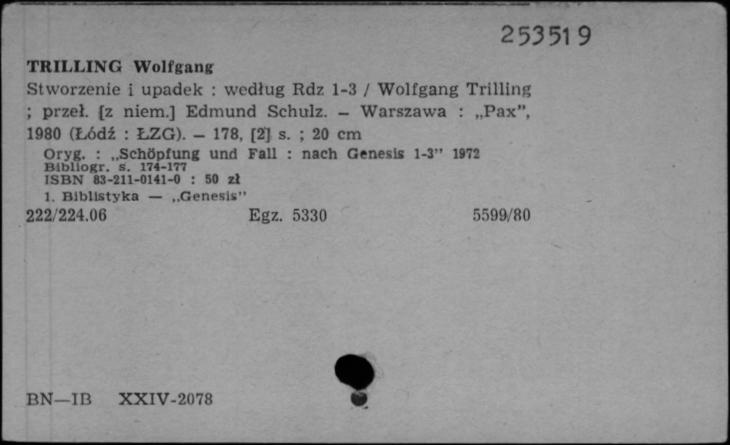 253519
TRILLING Wolfgang
Stworzenie i upadek : według Rdz 1-3 / Wolfgang Trilling
; przeł. [z niem.] Edmund Schulz. — Warszawa : „Pax”,
1980 (Łódź : ŁZG). — 178, [2] s. ; 20 cm
Oryg. : „Schöpfung und Fall : nach Genesis 1-3” 1972
Bibliogr. s. 174-177
ISBN 83-211-0141-0 : 50 zł
1. Biblistyka — „Genesis”
222/224.06 Egz. 5330 5599/80
BN—IB XXIV-2078